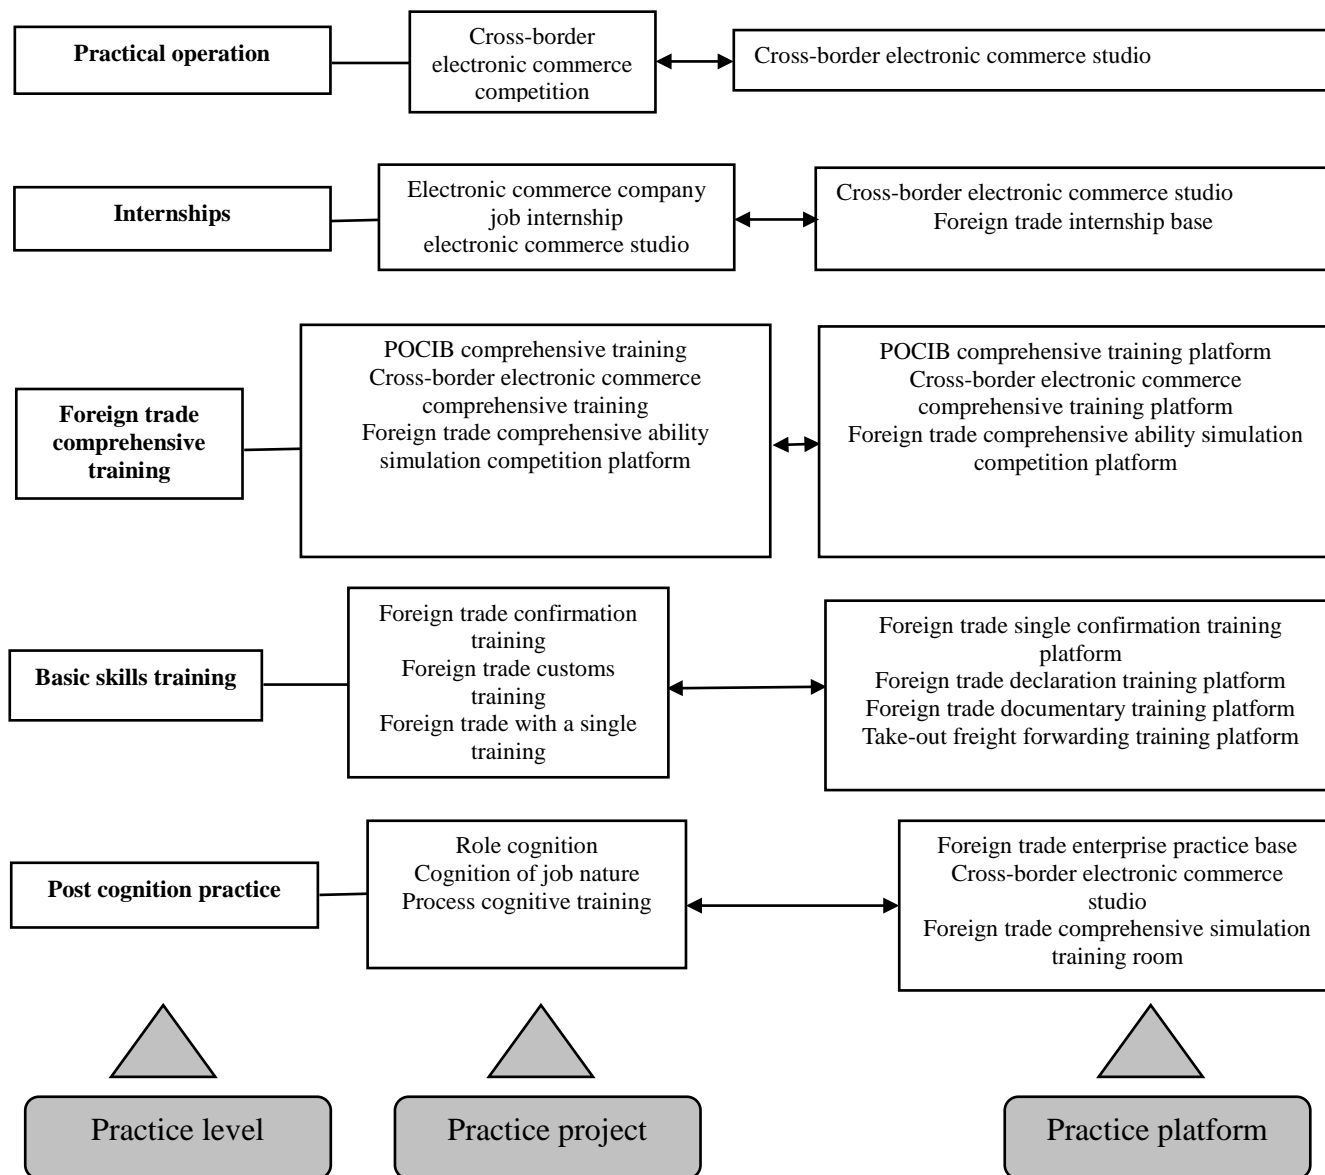 Practical operation
Cross-border
electronic commerce
competition
Cross-border electronic commerce studio
Internships
Electronic commerce company
job internship
electronic commerce studio
Cross-border electronic commerce studio
Foreign trade internship base
Foreign trade
comprehensive
training
POCIB comprehensive training
Cross-border electronic commerce
comprehensive training
Foreign trade comprehensive ability
simulation competition platform
POCIB comprehensive training platform
Cross-border electronic commerce
comprehensive training platform
Foreign trade comprehensive ability simulation
competition platform
Basic skills training
Foreign trade confirmation
training
Foreign trade customs
training
Foreign trade with a single
training
Foreign trade single confirmation training
platform
Foreign trade declaration training platform
Foreign trade documentary training platform
Take-out freight forwarding training platform
Post cognition practice
Role cognition
Cognition of job nature
Process cognitive training
Foreign trade enterprise practice base
Cross-border electronic commerce
studio
Foreign trade comprehensive simulation
training room
Practice level
Practice project
Practice platform